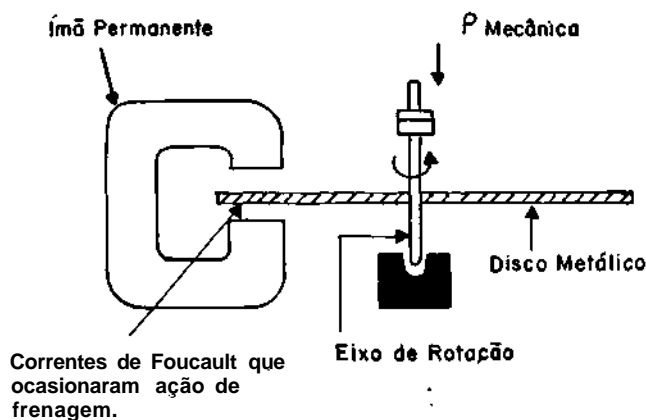 Ímã Permanente
P Mecânica
Disco Metálico
Eixo de Rotação
Correntes de Foucault que
ocasionaram ação de
frenagem.